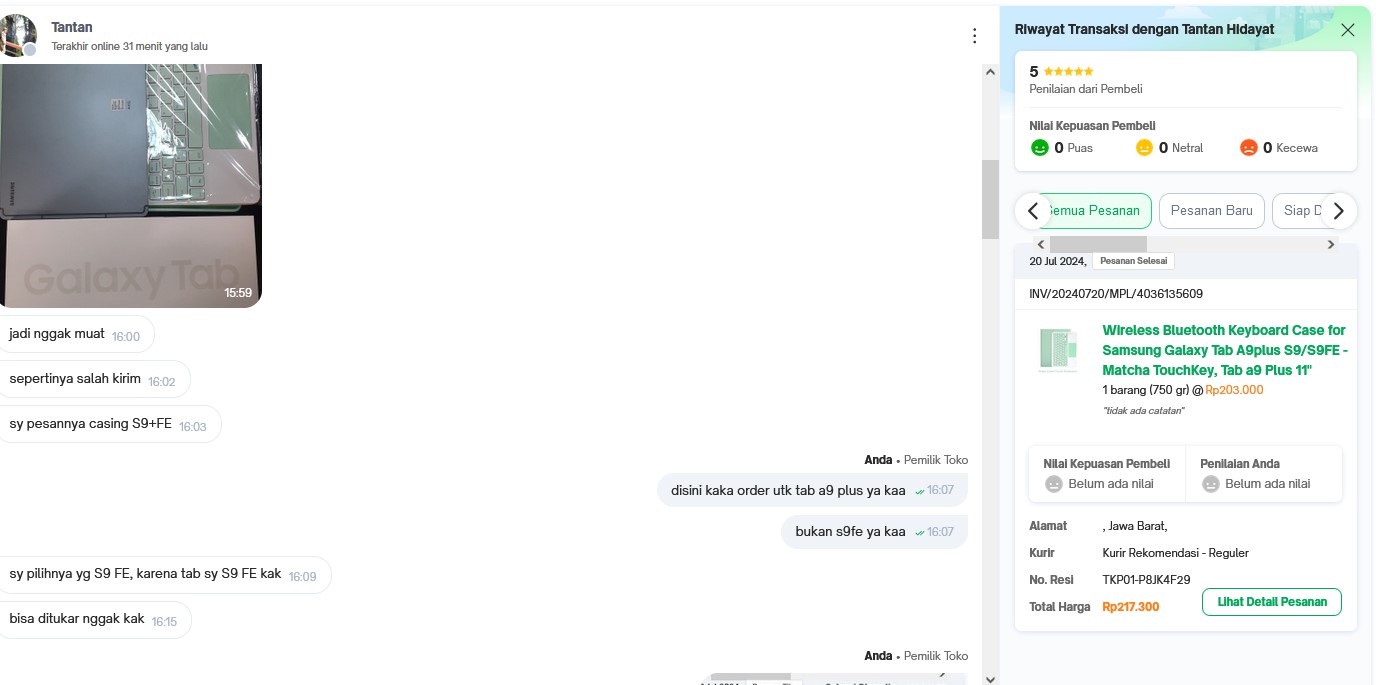 Tantan
Terakhir online 31 menit yang lalu
SAMSUNG
Galaxy Tab
15:59
jadi nggak muat 16:00
sepertinya salah kirim 16:02
sy pesannya casing S9+FE 16:03
Anda • Pemilik Toko
disini kaka order utk tab a9 plus ya kaa 16:07
bukan s9fe ya kaa 16:07
sy pilihnya yg S9 FE, karena tab sy S9 FE kak 16:09
bisa ditukar nggak kak 16:15
Anda • Pemilik Toko
Riwayat Transaksi dengan Tantan Hidayat
5
Penilaian dari Pembeli
Nilai Kepuasan Pembeli
0 Puas 0 Netral 0 Kecewa
Semua Pesanan Pesanan Baru Siap D
20 Jul 2024, Pesanan Selesai
INV/20240720/MPL/4036135609
Wireless Bluetooth Keyboard Case for
Samsung Galaxy Tab A9plus S9/S9FE -
Matcha TouchKey, Tab a9 Plus 11"
1 barang (750 gr) @ Rp203.000
"tidak ada catatan"
Nilai Kepuasan Pembeli Penilaian Anda
Belum ada nilai Belum ada nilai
Alamat , Jawa Barat,
Kurir Kurir Rekomendasi - Reguler
No. Resi TKP01-P8JK4F29
Total Harga Rp217.300
Lihat Detail Pesanan